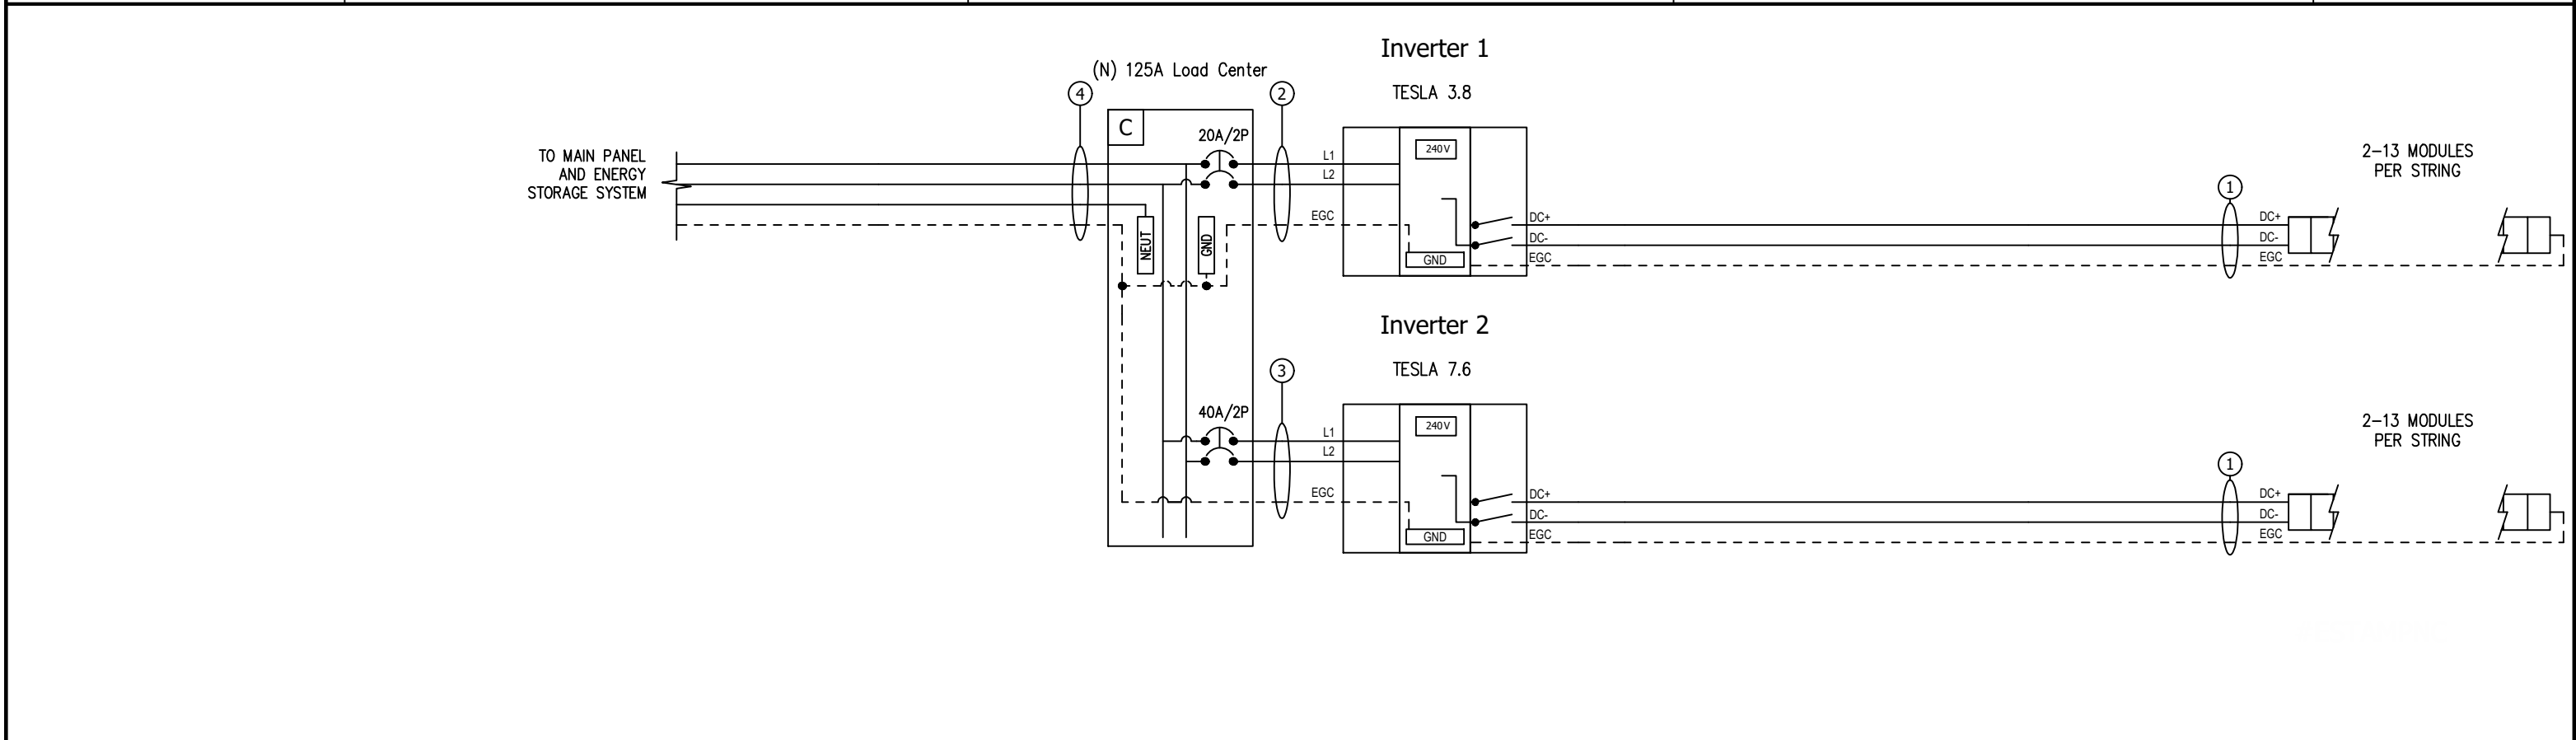 Inverter 1
(N) 125A Load Center
TESLA 3.8
4
2
C
20A/2P
240V
TO MAIN PANEL
AND ENERGY
STORAGE SYSTEM
L1
L2
EGC
NEUT
GND
GND
DC+
DC-
EGC
1
DC+
DC-
EGC
2-13 MODULES
PER STRING
Inverter 2
TESLA 7.6
3
40A/2P
240V
L1
L2
EGC
GND
DC+
DC-
EGC
1
DC+
DC-
EGC
2-13 MODULES
PER STRING